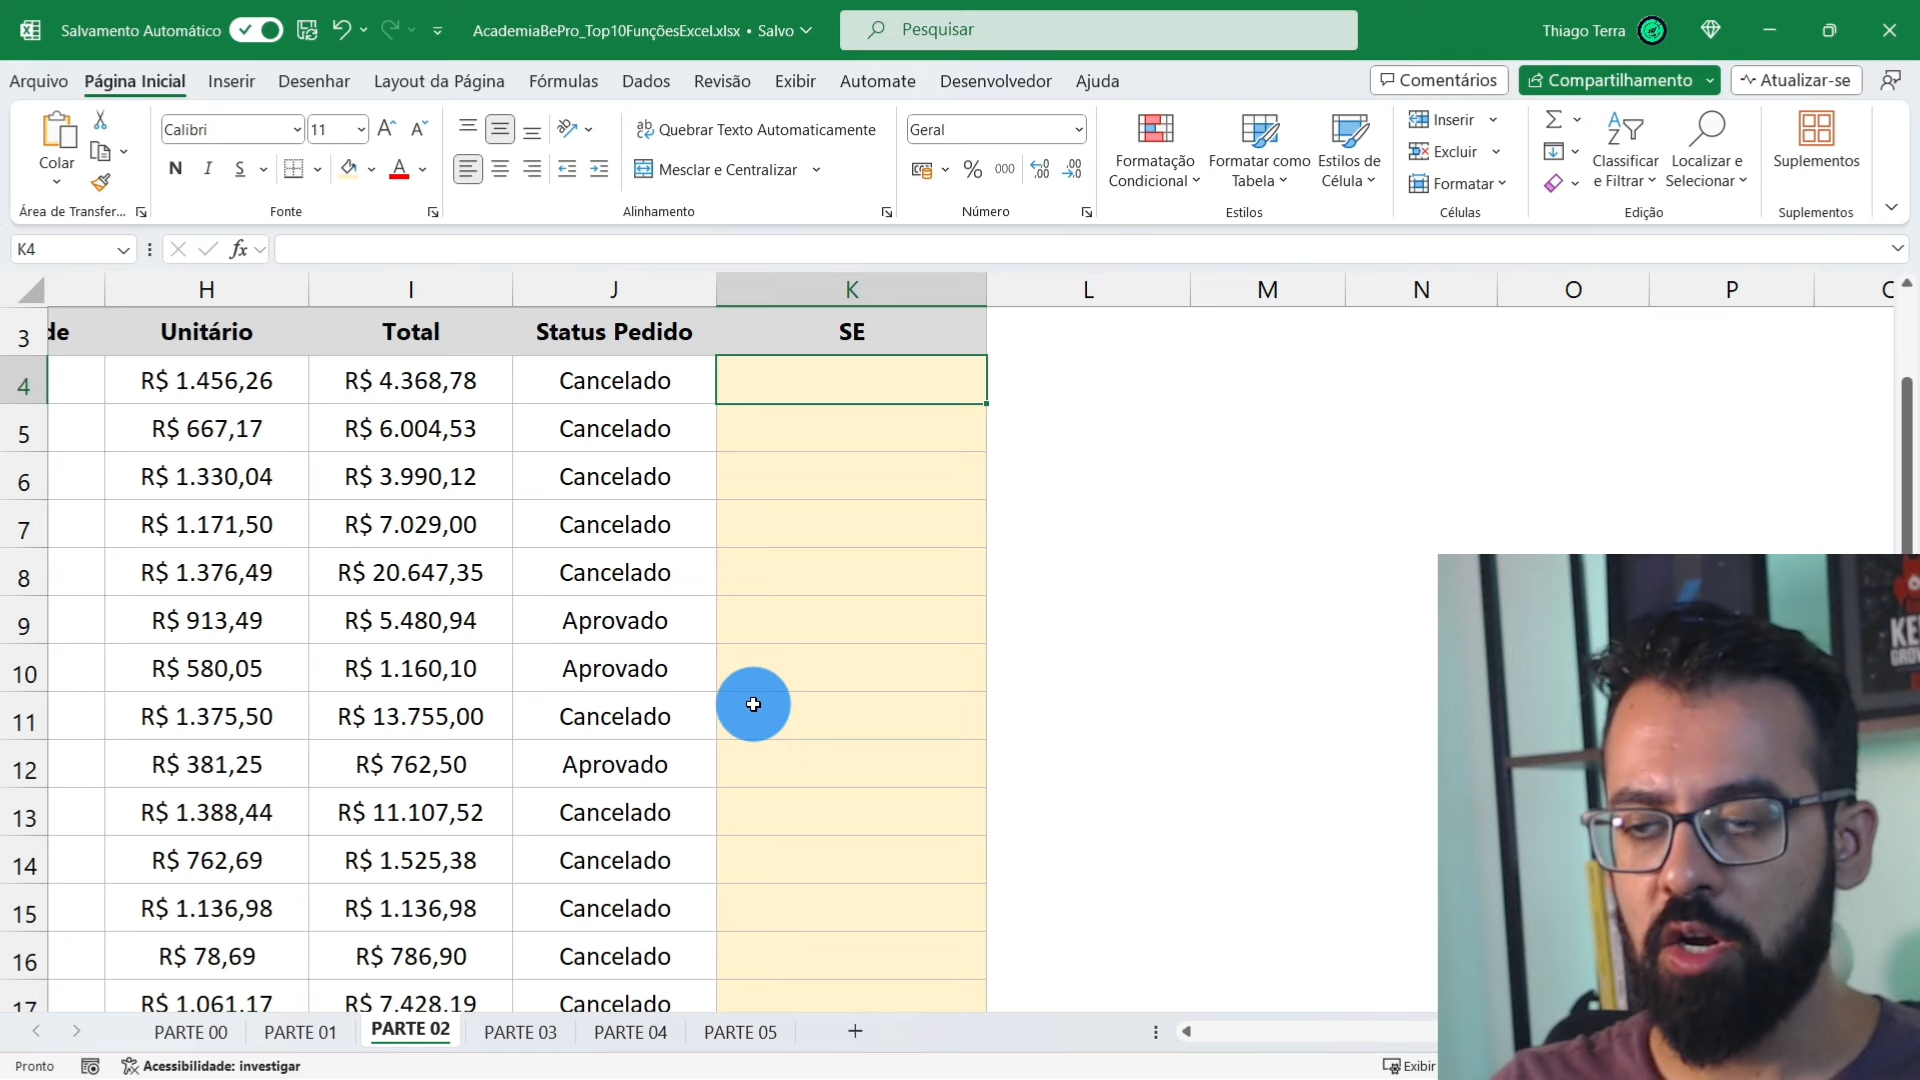 Salvamento Automático
AcademiaBePro_Top10FunçõesExcel.xlsx • Salvo
Pesquisar
Thiago Terra
Arquivo Página Inicial Inserir Desenhar Layout da Página Fórmulas Dados Revisão Exibir Automate Desenvolvedor Ajuda
Comentários Compartilhamento Atualizar-se
Colar
Área de Transfer...
Calibri 11
N I S
Fonte
Quebrar Texto Automaticamente
Mesclar e Centralizar
Alinhamento
Geral
% 000
Número
Formatação Condicional
Formatar como Tabela
Estilos de Célula
Estilos
Inserir
Excluir
Formatar
Células
Classificar e Filtrar
Localizar e Selecionar
Edição
Suplementos
Suplementos
K4 fx
H I J K L M N O P
3 de Unitário Total Status Pedido SE
4 R$ 1.456,26 R$ 4.368,78 Cancelado
5 R$ 667,17 R$ 6.004,53 Cancelado
6 R$ 1.330,04 R$ 3.990,12 Cancelado
7 R$ 1.171,50 R$ 7.029,00 Cancelado
8 R$ 1.376,49 R$ 20.647,35 Cancelado
9 R$ 913,49 R$ 5.480,94 Aprovado
10 R$ 580,05 R$ 1.160,10 Aprovado
11 R$ 1.375,50 R$ 13.755,00 Cancelado
12 R$ 381,25 R$ 762,50 Aprovado
13 R$ 1.388,44 R$ 11.107,52 Cancelado
14 R$ 762,69 R$ 1.525,38 Cancelado
15 R$ 1.136,98 R$ 1.136,98 Cancelado
16 R$ 78,69 R$ 786,90 Cancelado
17 R$ 1.061,17 R$ 7.428,19 Cancelado
PARTE 00 PARTE 01 PARTE 02 PARTE 03 PARTE 04 PARTE 05
Pronto Acessibilidade: investigar
Exibir